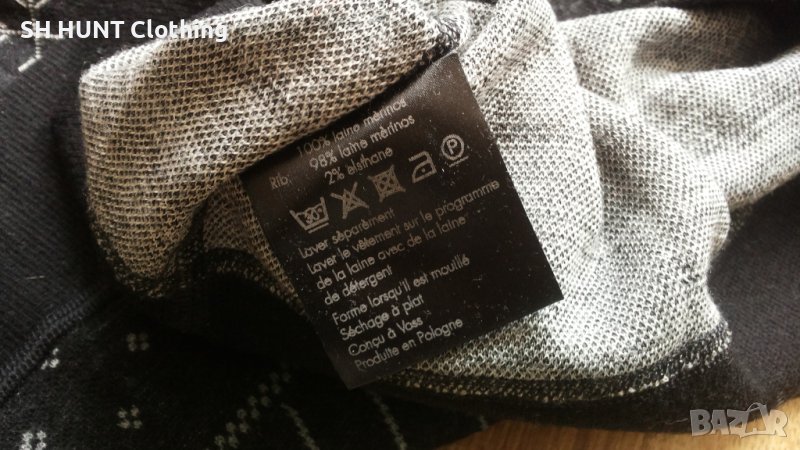 SH HUNT Clothing
100% laine mérinos
Rib: 98% laine mérinos
2% elsthane
P
Laver séparément
Laver le vêtement sur le programme
de la laine avec de la laine
de détergent
Forme lorsqu'il est mouillé
Séchage à plat
Conçu à Voss
Produite en Pologne
BAZAR